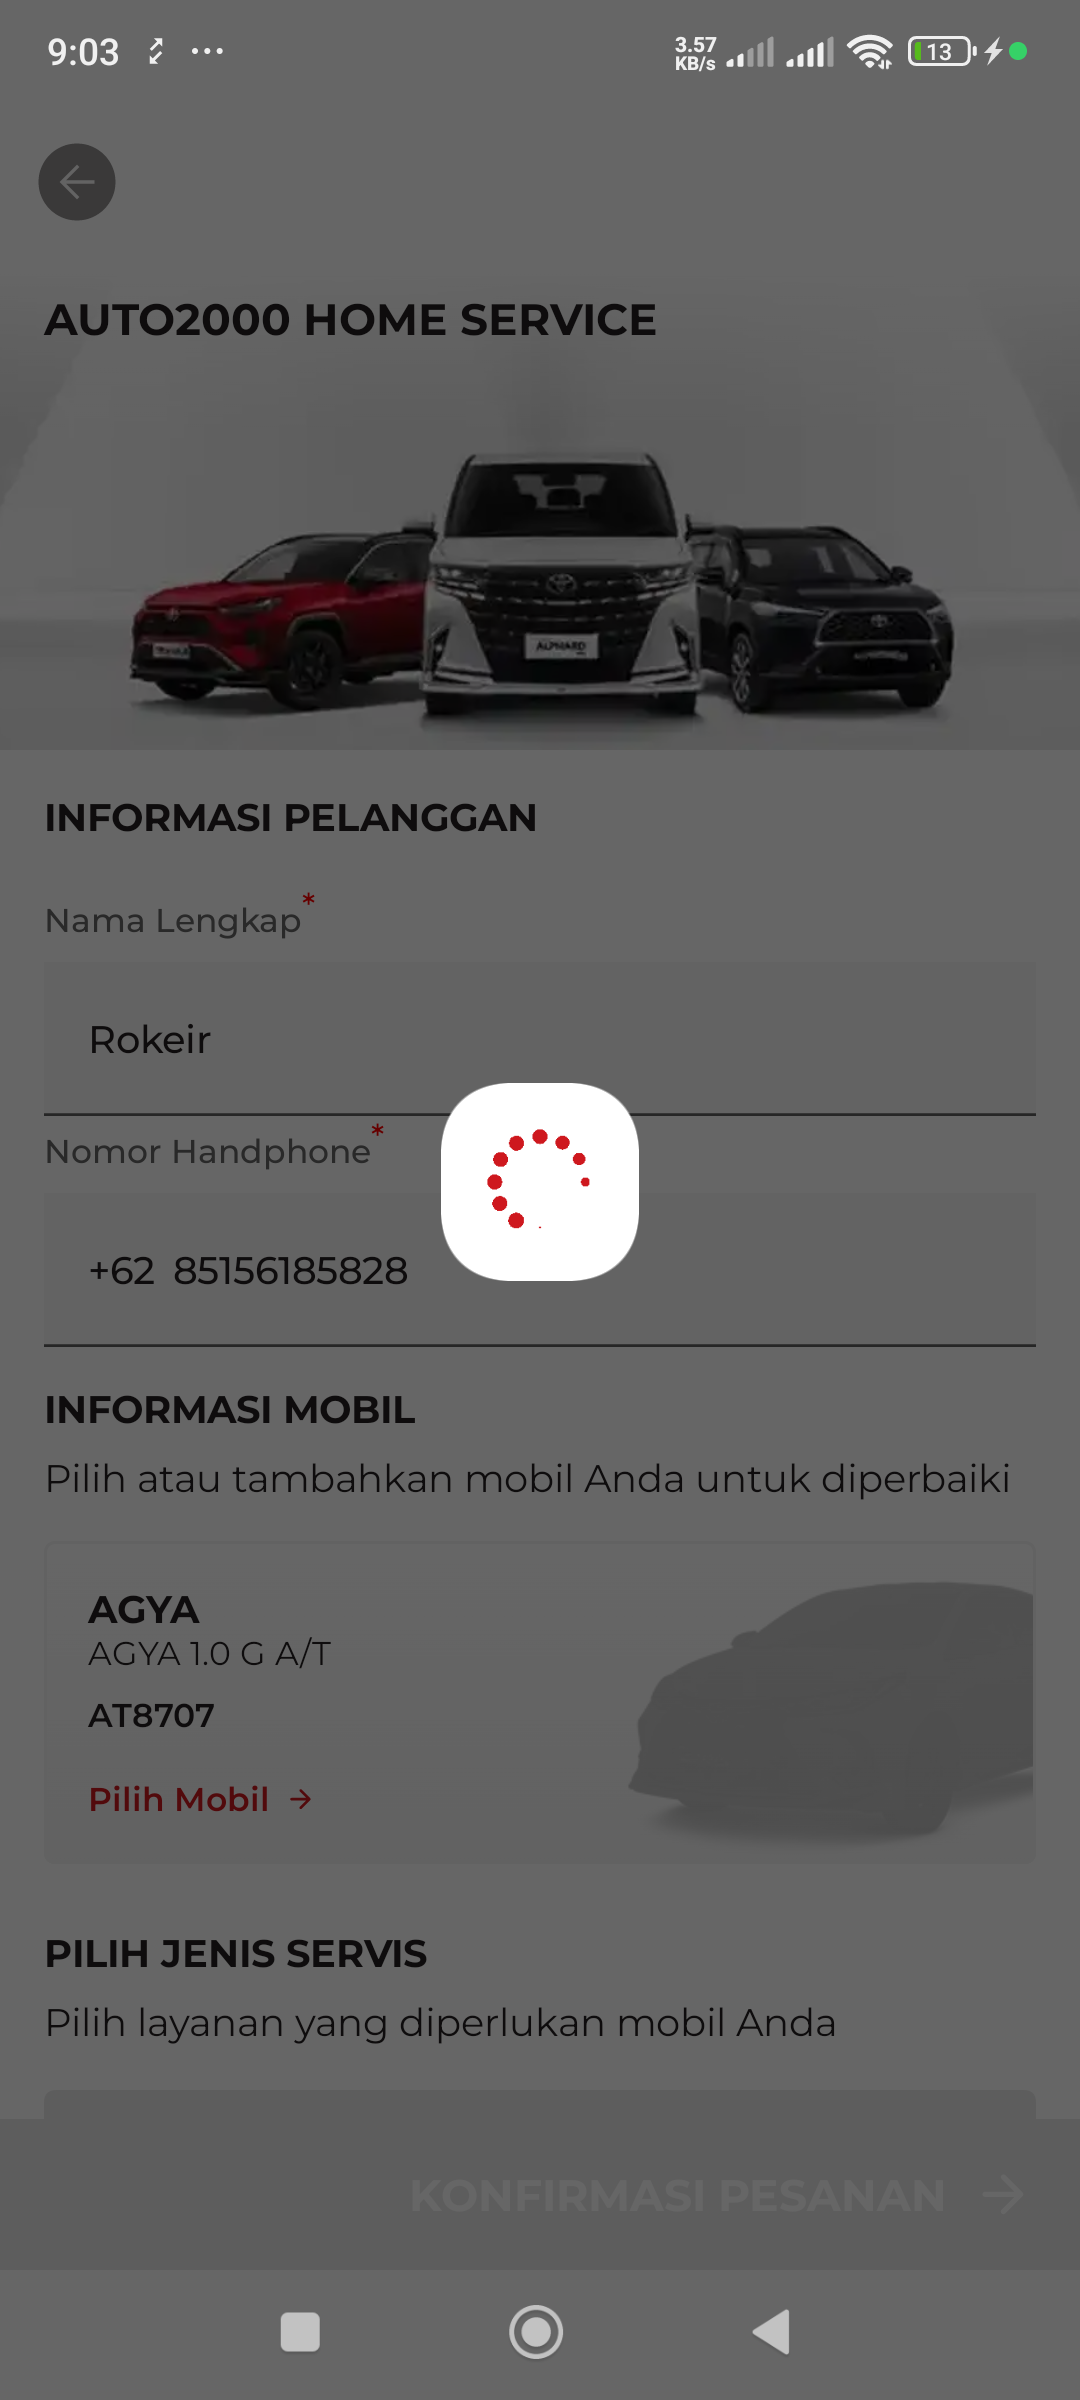 9:03
3.57
KB/s
13
AUTO2000 HOME SERVICE
ALPHARD
INFORMASI PELANGGAN
Nama Lengkap*
Rokeir
Nomor Handphone*
+62 85156185828
INFORMASI MOBIL
Pilih atau tambahkan mobil Anda untuk diperbaiki
AGYA
AGYA 1.0 G A/T
AT8707
Pilih Mobil
PILIH JENIS SERVIS
Pilih layanan yang diperlukan mobil Anda
KONFIRMASI PESANAN